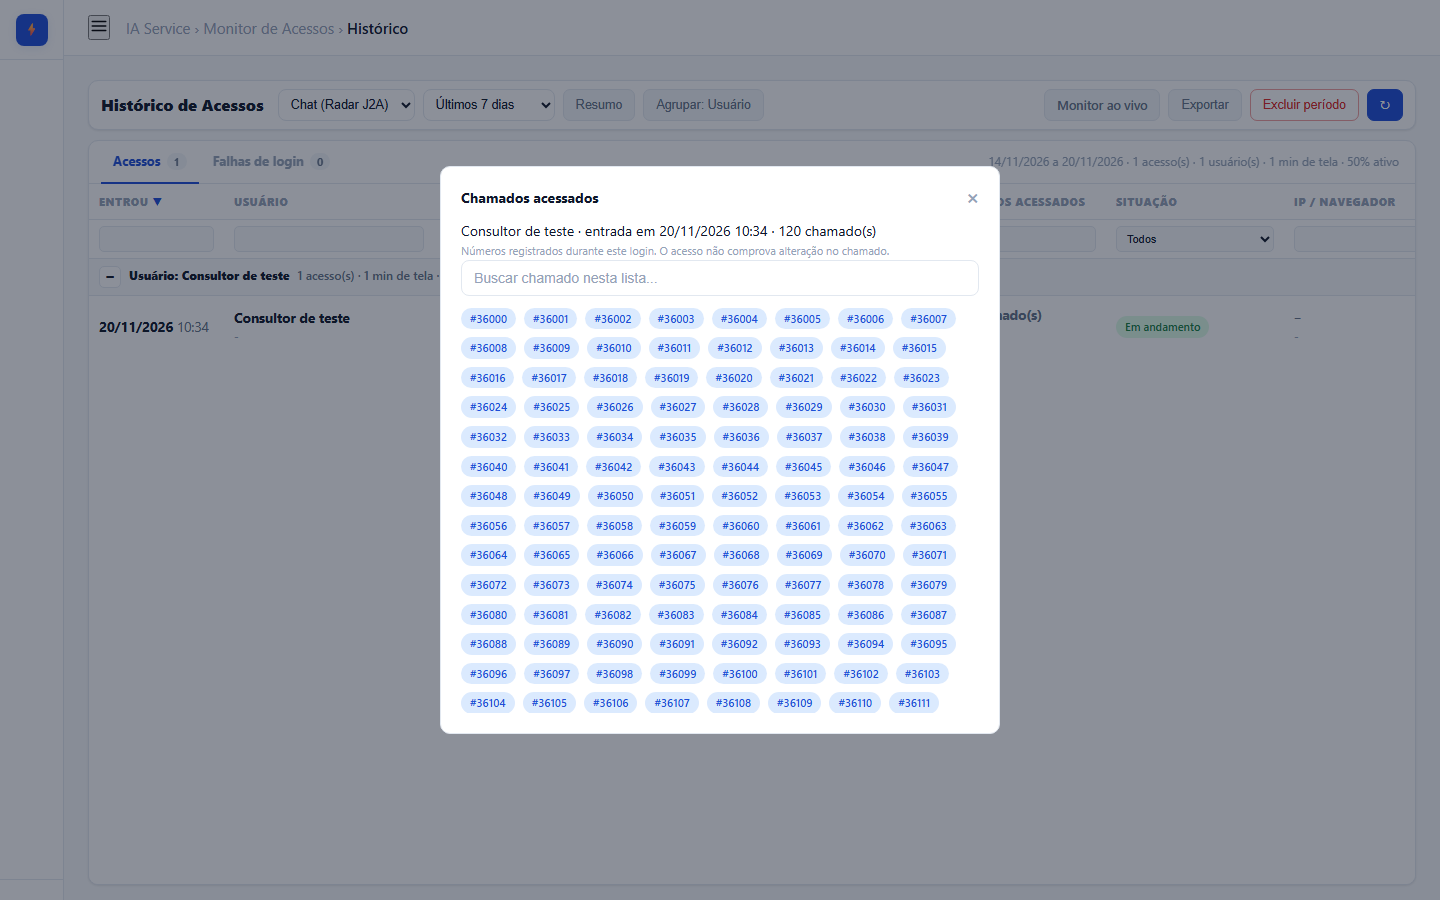 IA Service › Monitor de Acessos › Histórico
Histórico de Acessos Chat (Radar J2A) Últimos 7 dias Resumo Agrupar: Usuário Monitor ao vivo Exportar Excluir período ↻
Acessos 1 Falhas de login 0 14/11/2026 a 20/11/2026 · 1 acesso(s) · 1 usuário(s) · 1 min de tela · 50% ativo
ENTROU ▼ USUÁRIO ACESSADOS SITUAÇÃO IP / NAVEGADOR
Todos
− Usuário: Consultor de teste 1 acesso(s) · 1 min de tela ·
20/11/2026 10:34 Consultor de teste Em andamento –
-
-
Chamados acessados ×
Consultor de teste · entrada em 20/11/2026 10:34 · 120 chamado(s)
Números registrados durante este login. O acesso não comprova alteração no chamado.
Buscar chamado nesta lista...
#36000 #36001 #36002 #36003 #36004 #36005 #36006 #36007
#36008 #36009 #36010 #36011 #36012 #36013 #36014 #36015
#36016 #36017 #36018 #36019 #36020 #36021 #36022 #36023
#36024 #36025 #36026 #36027 #36028 #36029 #36030 #36031
#36032 #36033 #36034 #36035 #36036 #36037 #36038 #36039
#36040 #36041 #36042 #36043 #36044 #36045 #36046 #36047
#36048 #36049 #36050 #36051 #36052 #36053 #36054 #36055
#36056 #36057 #36058 #36059 #36060 #36061 #36062 #36063
#36064 #36065 #36066 #36067 #36068 #36069 #36070 #36071
#36072 #36073 #36074 #36075 #36076 #36077 #36078 #36079
#36080 #36081 #36082 #36083 #36084 #36085 #36086 #36087
#36088 #36089 #36090 #36091 #36092 #36093 #36094 #36095
#36096 #36097 #36098 #36099 #36100 #36101 #36102 #36103
#36104 #36105 #36106 #36107 #36108 #36109 #36110 #36111